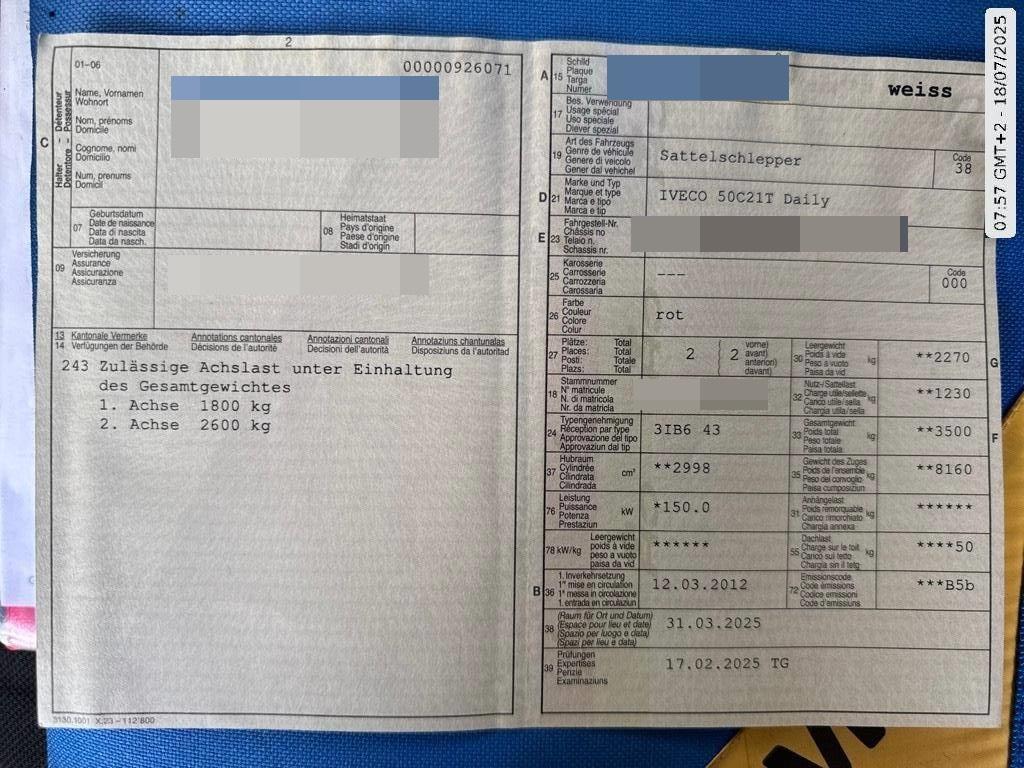 2
01-06
00000926071
C
Halter - Détenteur
Detentore - Possessur
Name, Vornamen
Wohnort
Nom, prénoms
Domicile
Cognome, nomi
Domicilio
Num, prenums
Domicil
07
Geburtsdatum
Date de naissance
Data di nascita
Data da nasch.
08
Heimatstaat
Pays d'origine
Paese d'origine
Stadi d'origin
09
Versicherung
Assurance
Assicurazione
Assicuranza
13 Kantonale Vermerke Annotations cantonales Annotazioni cantonali Annotaziuns chantunalas
14 Verfügungen der Behörde Décisions de l'autorité Decisioni dell'autorità Disposiziuns da l'autoritad
243 Zulässige Achslast unter Einhaltung
des Gesamtgewichtes
1. Achse 1800 kg
2. Achse 2600 kg
3130.1001 X.23-112'800
A 15
Schild
Plaque
Targa
Numer
weiss
17
Bes. Verwendung
Usage spécial
Uso speciale
Diever spezial
19
Art des Fahrzeugs
Genre de véhicule
Genere di veicolo
Gener dal vehichel
Sattelschlepper
Code
38
D 21
Marke und Typ
Marque et type
Marca e tipo
Marca e tip
IVECO 50C21T Daily
E 23
Fahrgestell-Nr.
Châssis no
Telaio n.
Schassis nr.
25
Karosserie
Carrosserie
Carrozzeria
Carossaria
---
Code
000
26
Farbe
Couleur
Colore
Colur
rot
27
Plätze: Total
Places: Total
Posti: Totale
Plazs: Total
2
2
vorne)
avant)
anteriori)
davant)
30
Leergewicht
Poids à vide
Peso a vuoto
Paisa da vid
kg
**2270
G
18
Stammnummer
N° matricule
N. di matricola
Nr. da matricla
32
Nutz-/Sattellast
Charge utile/sellette
Carico utile/sella
Chargia utila/sella
kg
**1230
24
Typengenehmigung
Réception par type
Approvazione del tipo
Approvaziun dal tip
3IB6 43
33
Gesamtgewicht
Poids total
Peso totale
Paisa totala
kg
**3500
F
37
Hubraum
Cylindrée
Cilindrata
Cilindrada
cm³
**2998
35
Gewicht des Zuges
Poids de l'ensemble
Peso del convoglio
Paisa cumposiziun
kg
**8160
76
Leistung
Puissance
Potenza
Prestaziun
kW
*150.0
31
Anhängelast
Poids remorquable
Carico rimorchiato
Chargia annexa
kg
******
78 kW/kg
Leergewicht
poids à vide
peso a vuoto
paisa da vid
******
55
Dachlast
Charge sur le toit
Carico sul tetto
Chargia sin il tetg
kg
****50
B 36
1. Inverkehrsetzung
1re mise en circulation
1a messa in circolazione
1. entrada en circulaziun
12.03.2012
72
Emissionscode
Code émissions
Codice emissioni
Code d'emissiuns
***B5b
38
(Raum für Ort und Datum)
(Espace pour lieu et date)
(Spazio per luogo e data)
(Spazi per lieu e data)
31.03.2025
39
Prüfungen
Expertises
Perizie
Examinaziuns
17.02.2025 TG
07:57 GMT+2 - 18/07/2025